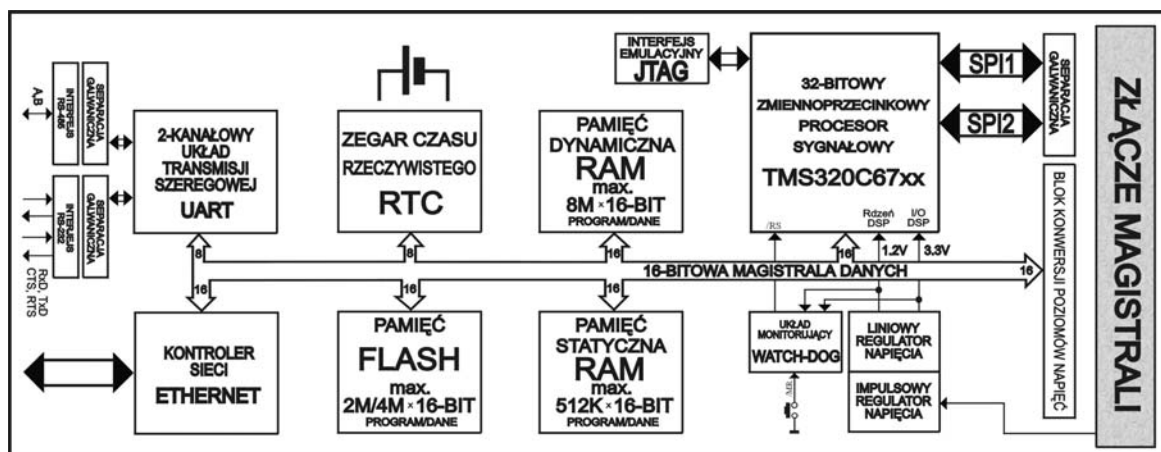 A,B
INTERFEJS
RS-485
SEPARACJA
GALWANICZNA
2-KANAŁOWY
UKŁAD
TRANSMISJI
SZEREGOWEJ
UART
INTERJEJS
RS-232
SEPARACJA
GALWANICZNA
RxD, TxD
CTS, RTS
ZEGAR CZASU
RZECZYWISTEGO
RTC
PAMIĘĆ
DYNAMICZNA
RAM
max.
8M × 16-BIT
PROGRAM/DANE
INTERFEJS
EMULACYJNY
JTAG
32-BITOWY
ZMIENNOPRZECINKOWY
PROCESOR
SYGNAŁOWY
TMS320C67xx
/RS
Rdzeń
DSP
I/O
DSP
SPI1
SPI2
SEPARACJA
GALWANICZNA
ZŁĄCZE MAGISTRALI
BLOK KONWERSJI POZIOMÓW NAPIĘĆ
8
8
16
16
1.2V
3.3V
16-BITOWA MAGISTRALA DANYCH
16
16
16
16
KONTROLER
SIECI
ETHERNET
PAMIĘĆ
FLASH
max.
2M/4M × 16-BIT
PROGRAM/DANE
PAMIĘĆ
STATYCZNA
RAM
max.
512K × 16-BIT
PROGRAM/DANE
UKŁAD
MONITORUJĄCY
WATCH-DOG
/MR
LINIOWY
REGULATOR
NAPIĘCIA
IMPULSOWY
REGULATOR
NAPIĘCIA